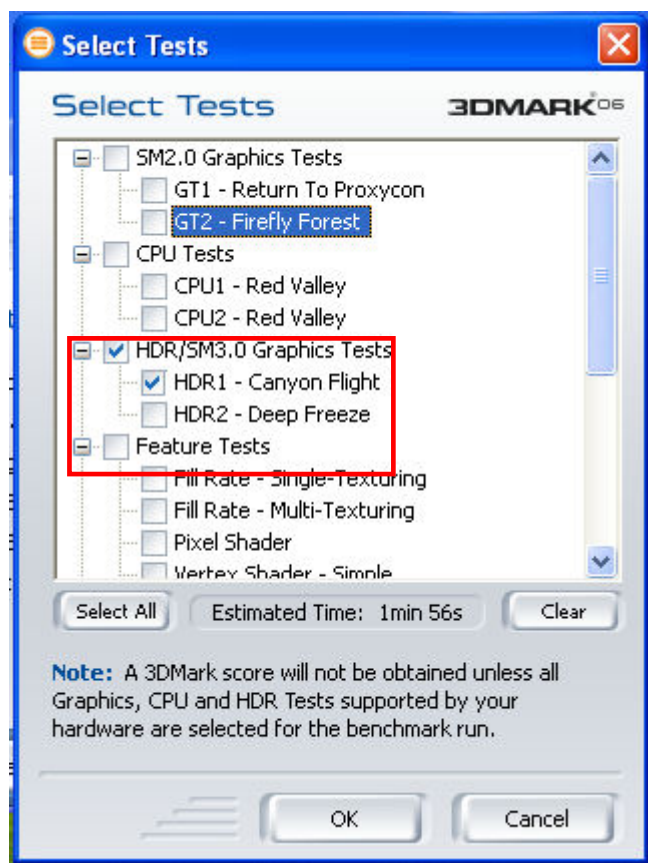 Select Tests
Select Tests 3DMARK06
SM2.0 Graphics Tests
GT1 - Return To Proxycon
GT2 - Firefly Forest
CPU Tests
CPU1 - Red Valley
CPU2 - Red Valley
HDR/SM3.0 Graphics Tests
HDR1 - Canyon Flight
HDR2 - Deep Freeze
Feature Tests
Fill Rate - Single-Texturing
Fill Rate - Multi-Texturing
Pixel Shader
Vertex Shader - Simple
Select All Estimated Time: 1min 56s Clear
Note: A 3DMark score will not be obtained unless all
Graphics, CPU and HDR Tests supported by your
hardware are selected for the benchmark run.
OK Cancel